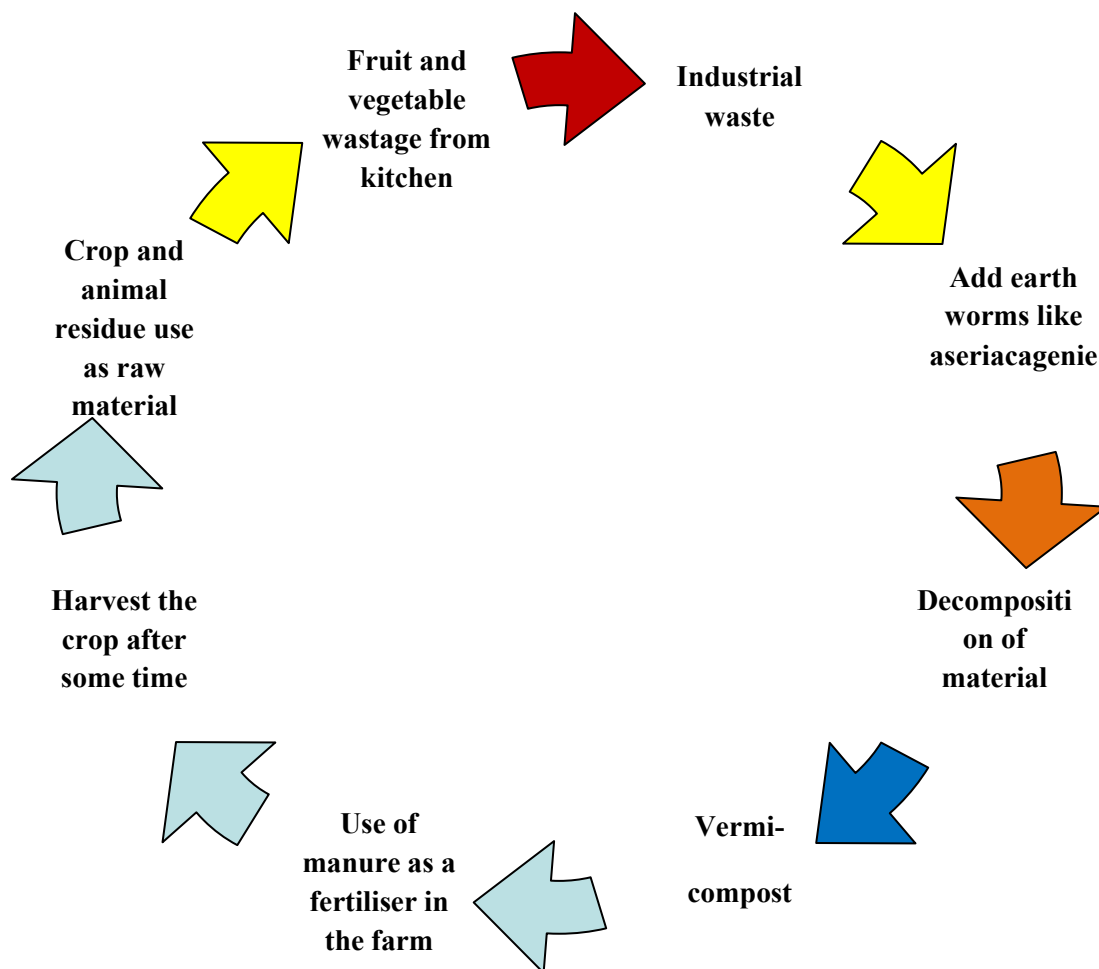 Fruit and
vegetable
wastage from
kitchen
Industrial
waste
Add earth
worms like
aseriacagenie
Decompositi
on of
material
Vermi-
compost
Use of
manure as a
fertiliser in
the farm
Harvest the
crop after
some time
Crop and
animal
residue use
as raw
material